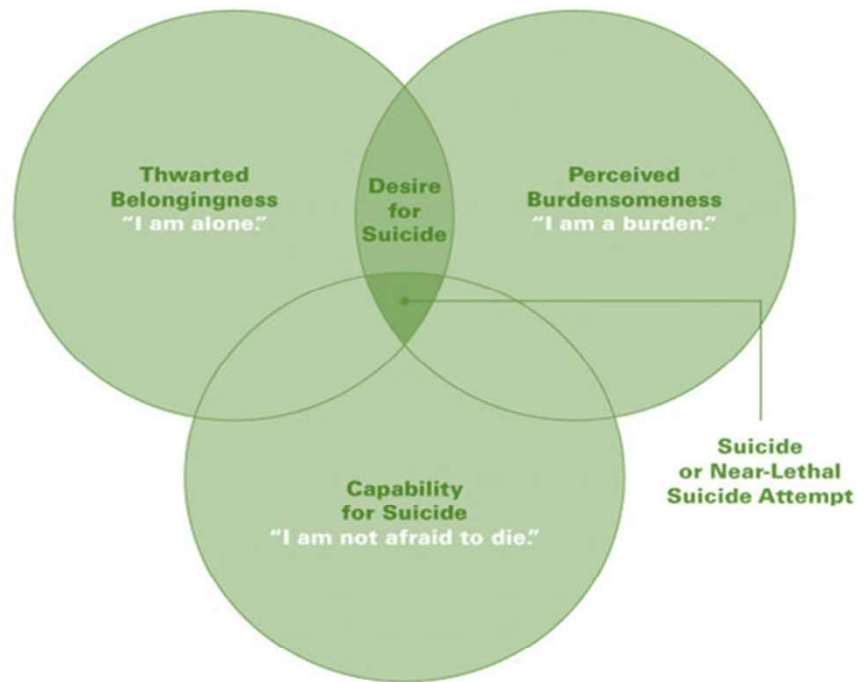 Thwarted
Belongingness
“I am alone.”
Desire
for
Suicide
Perceived
Burdensomeness
“I am a burden.”
Capability
for Suicide
“I am not afraid to die.”
Suicide
or Near-Lethal
Suicide Attempt